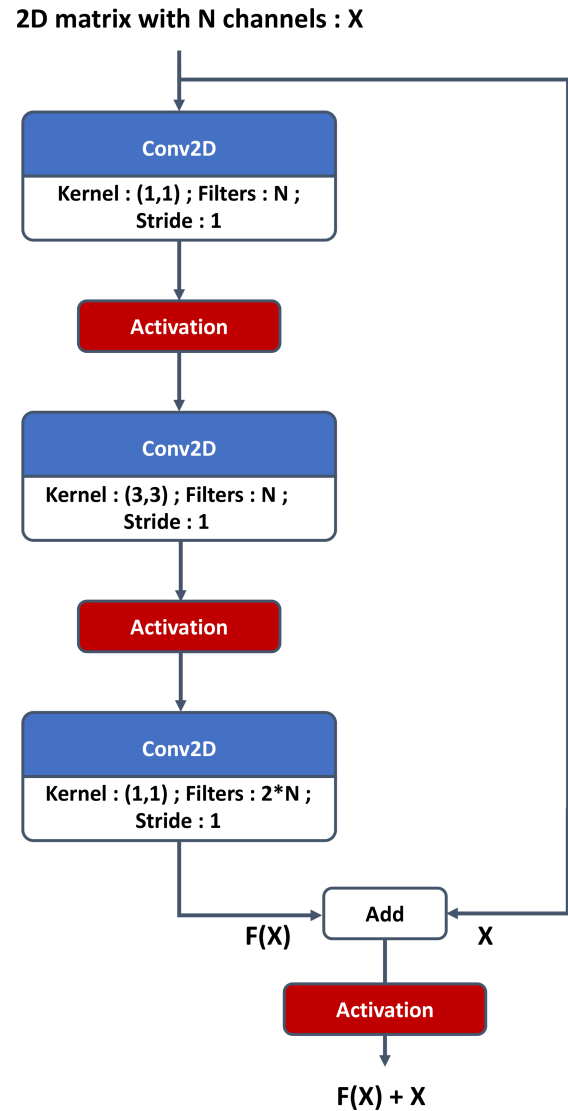 2D matrix with N channels : X
Conv2D
Kernel : (1,1) ; Filters : N ;
Stride : 1
Activation
Conv2D
Kernel : (3,3) ; Filters : N ;
Stride : 1
Activation
Conv2D
Kernel : (1,1) ; Filters : 2*N ;
Stride : 1
Add
F(X)
X
Activation
F(X) + X